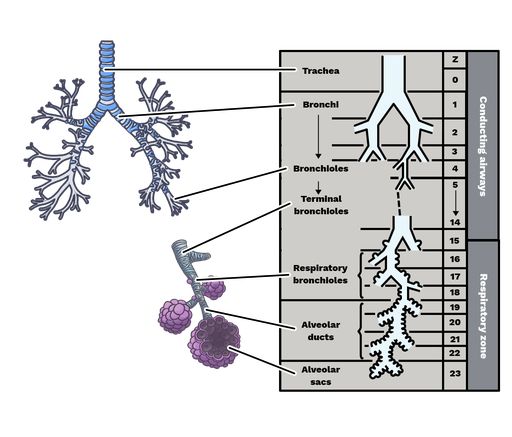 Z
Trachea
0
Bronchi
1
2
3
Bronchioles
4
5
Terminal
bronchioles
14
15
16
Respiratory
bronchioles
17
18
19
Alveolar
ducts
20
21
22
Alveolar
sacs
23
Conducting airways
Respiratory zone